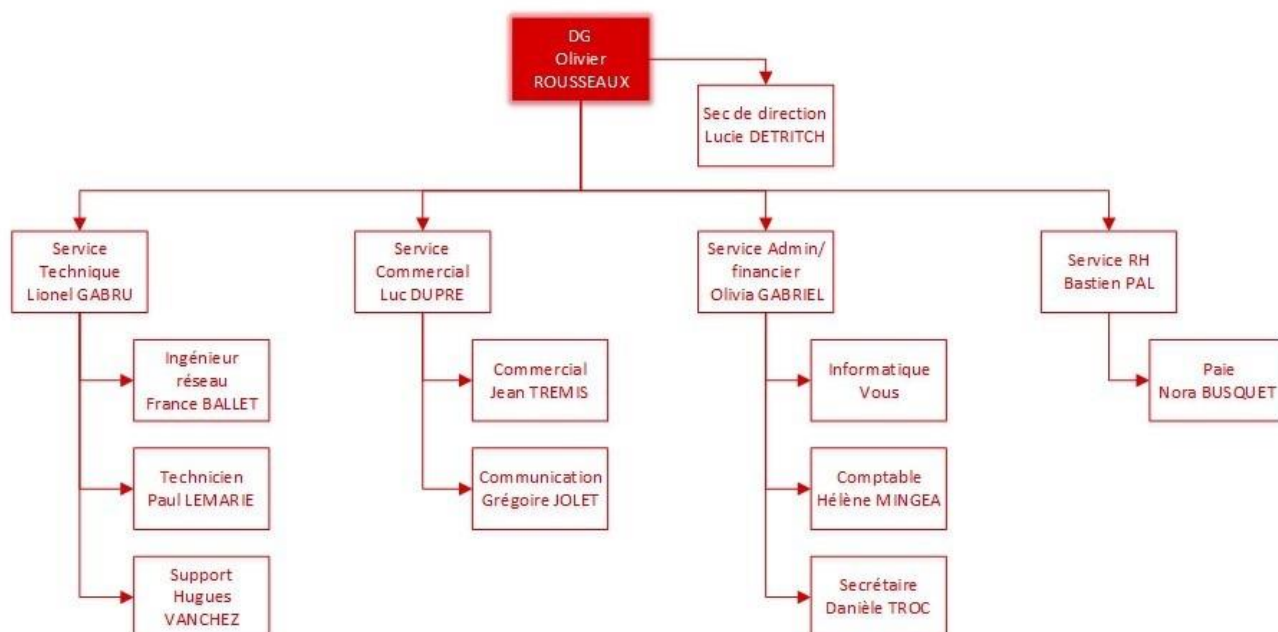 DG
Olivier
ROUSSEAUX
Sec de direction
Lucie DETRITCH
Service
Technique
Lionel GABRU
Service
Commercial
Luc DUPRE
Service Admin/
financier
Olivia GABRIEL
Service RH
Bastien PAL
Ingénieur
réseau
France BALLET
Commercial
Jean TREMIS
Informatique
Vous
Paie
Nora BUSQUET
Technicien
Paul LEMARIE
Communication
Grégoire JOLET
Comptable
Hélène MINGEA
Support
Hugues
VANCHEZ
Secrétaire
Danièle TROC